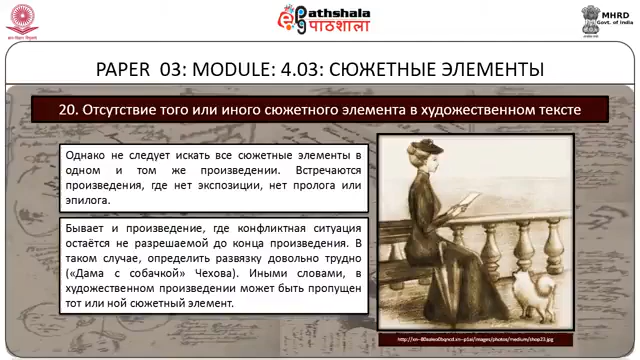 Pathshala
पाठशाला
MHRD
Govt. of India
PAPER 03: MODULE: 4.03: СЮЖЕТНЫЕ ЭЛЕМЕНТЫ
20. Отсутствие того или иного сюжетного элемента в художественном тексте
Однако не следует искать все сюжетные элементы в
одном и том же произведении. Встречаются
произведения, где нет экспозиции, нет пролога или
эпилога.
Бывает и произведение, где конфликтная ситуация
остаётся не разрешаемой до конца произведения. В
таком случае, определить развязку довольно трудно
(«Дама с собачкой» Чехова). Иными словами, в
художественном произведении может быть пропущен
тот или ной сюжетный элемент.